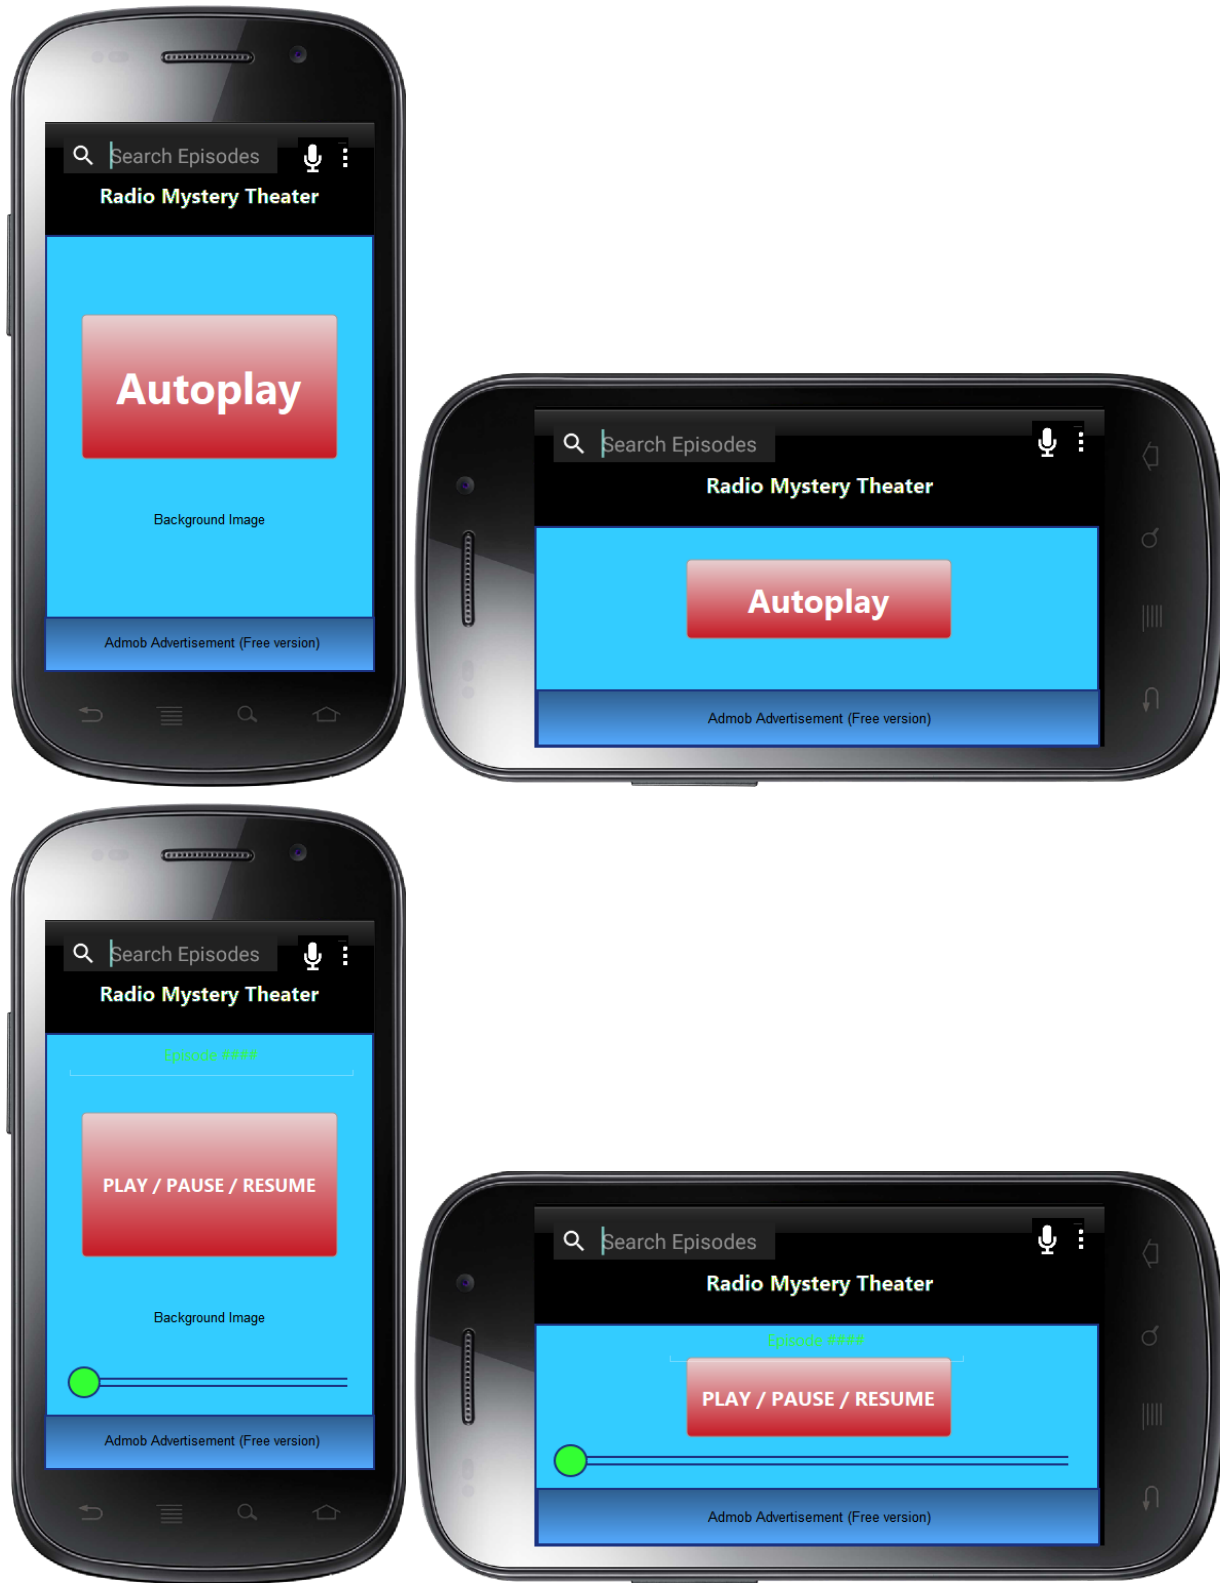 Search Episodes
Radio Mystery Theater
Autoplay
Background Image
Admob Advertisement (Free version)
Search Episodes
Radio Mystery Theater
Autoplay
Admob Advertisement (Free version)
Search Episodes
Radio Mystery Theater
Episode ####
PLAY / PAUSE / RESUME
Background Image
Admob Advertisement (Free version)
Search Episodes
Radio Mystery Theater
Episode ####
PLAY / PAUSE / RESUME
Admob Advertisement (Free version)